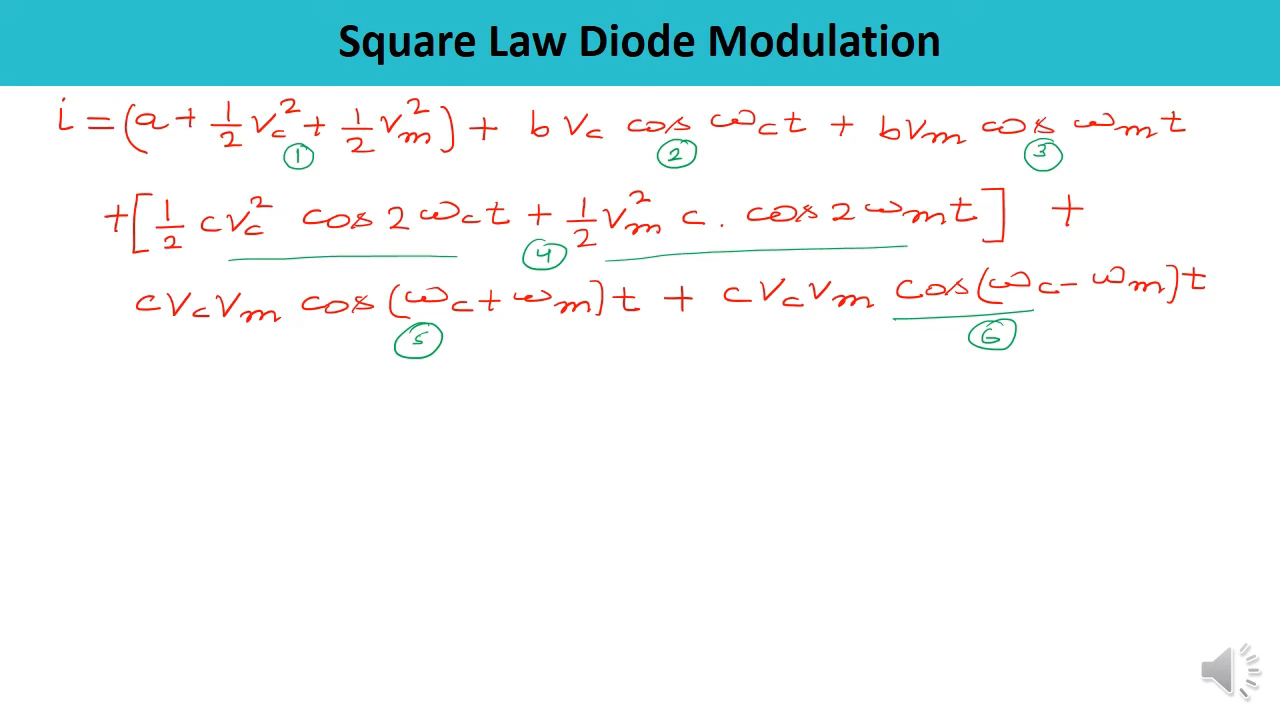 Square Law Diode Modulation
i = (a + 1/2 Vc² + 1/2 Vm²) + b Vc cos ωct + bVm cos ωmt
① ② ③
+ [1/2 cVc² cos 2ωct + 1/2 Vm² c . cos 2ωmt] +
④
cVcVm cos(ωc + ωm)t + cVcVm cos(ωc - ωm)t
⑤ ⑥